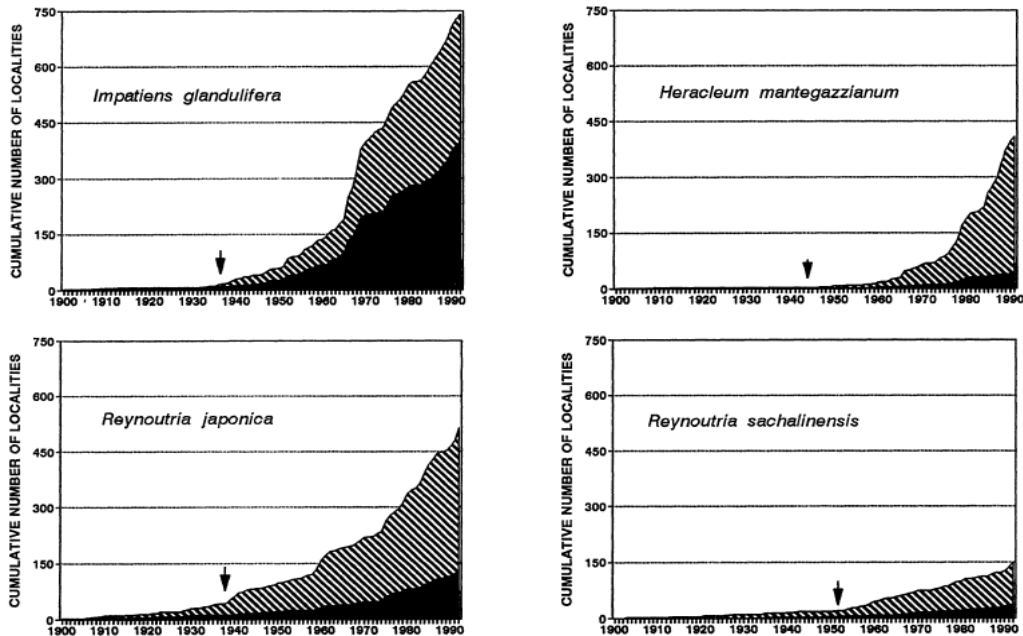 CUMULATIVE NUMBER OF LOCALITIES
750
600
450
300
150
0
Impatiens glandulifera
1900 1910 1920 1930 1940 1950 1960 1970 1980 1990
CUMULATIVE NUMBER OF LOCALITIES
750
600
450
300
150
0
Heracleum mantegazzianum
1900 1910 1920 1930 1940 1950 1960 1970 1980 1990
CUMULATIVE NUMBER OF LOCALITIES
750
600
450
300
150
0
Reynoutria japonica
1900 1910 1920 1930 1940 1950 1960 1970 1980 1990
CUMULATIVE NUMBER OF LOCALITIES
750
600
450
300
150
0
Reynoutria sachalinensis
1900 1910 1920 1930 1940 1950 1960 1970 1980 1990